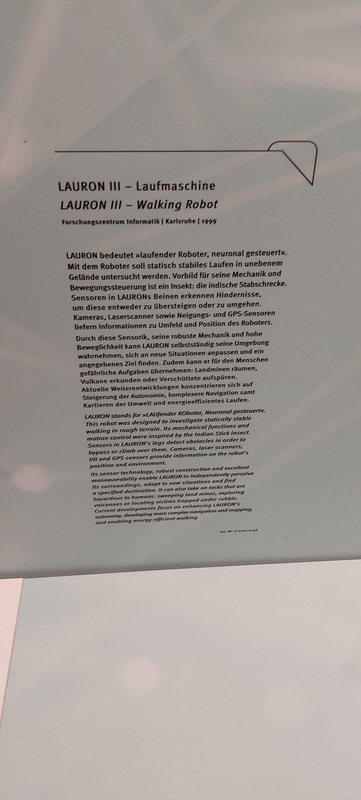 LAURON III – Laufmaschine
LAURON III – Walking Robot
Forschungszentrum Informatik | Karlsruhe | 1999
LAURON bedeutet »laufender Roboter, neuronal gesteuert«.
Mit dem Roboter soll statisch stabiles Laufen in unebenem
Gelände untersucht werden. Vorbild für seine Mechanik und
Bewegungssteuerung ist ein Insekt: die indische Stabschrecke.
Sensoren in LAURONs Beinen erkennen Hindernisse,
um diese entweder zu übersteigen oder zu umgehen.
Kameras, Laserscanner sowie Neigungs- und GPS-Sensoren
liefern Informationen zu Umfeld und Position des Roboters.
Durch diese Sensorik, seine robuste Mechanik und hohe
Beweglichkeit kann LAURON selbstständig seine Umgebung
wahrnehmen, sich an neue Situationen anpassen und ein
angegebenes Ziel finden. Zudem kann er für den Menschen
gefährliche Aufgaben übernehmen: Landminen räumen,
Vulkane erkunden oder Verschüttete aufspüren.
Aktuelle Weiterentwicklungen konzentrieren sich auf
Steigerung der Autonomie, komplexere Navigation samt
Kartieren der Umwelt und energieeffizientes Laufen.
LAURON stands for »LAUfender ROboter, Neuronal gesteuert«.
This robot was designed to investigate statically stable
walking in rough terrain. Its mechanical functions and
motion control were inspired by the Indian Stick Insect.
Sensors in LAURON's legs detect obstacles in order to
bypass or climb over them. Cameras, laser scanners,
tilt and GPS sensors provide information on the robot's
position and environment.
Its sensor technology, robust construction and excellent
manoeuvrability enable LAURON to independently perceive
its surroundings, adapt to new situations and find
a specified destination. It can also take on tasks that are
hazardous to humans: sweeping land mines, exploring
volcanoes or locating victims trapped under rubble.
Current developments focus on enhancing LAURON's
autonomy, developing more complex navigation and mapping,
and enabling energy-efficient walking.